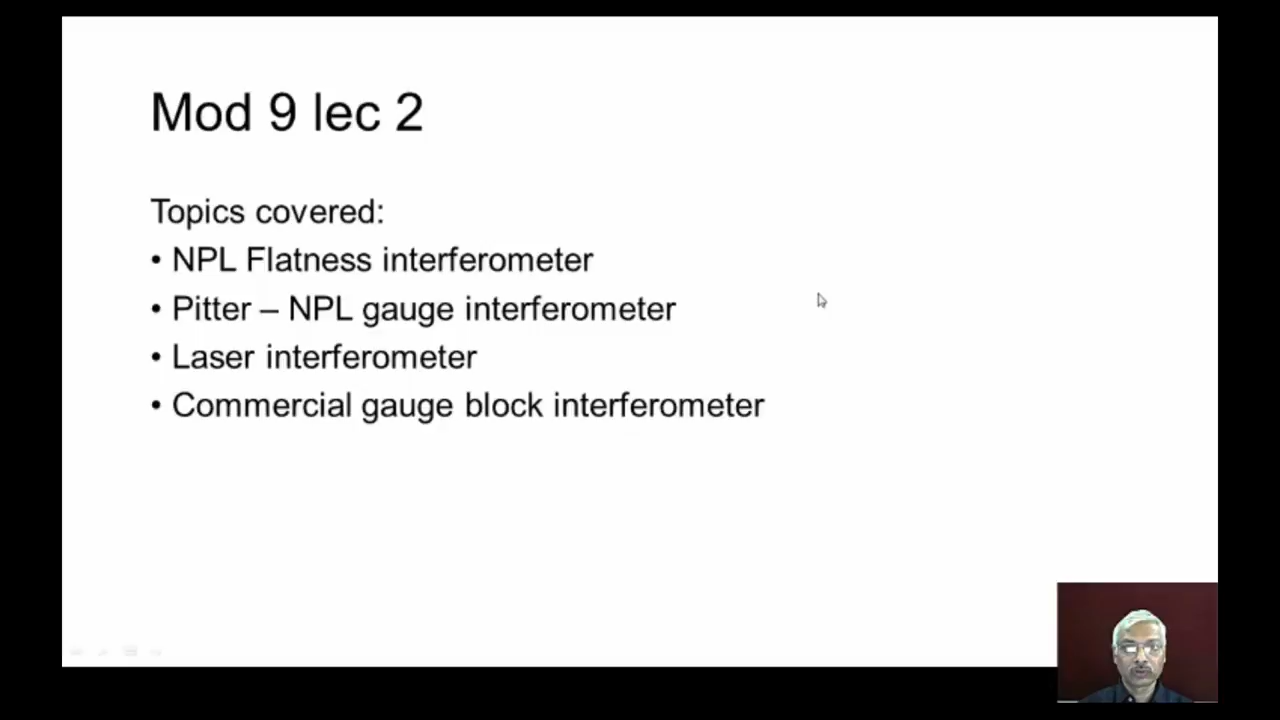 Mod 9 lec 2
Topics covered:
• NPL Flatness interferometer
• Pitter – NPL gauge interferometer
• Laser interferometer
• Commercial gauge block interferometer